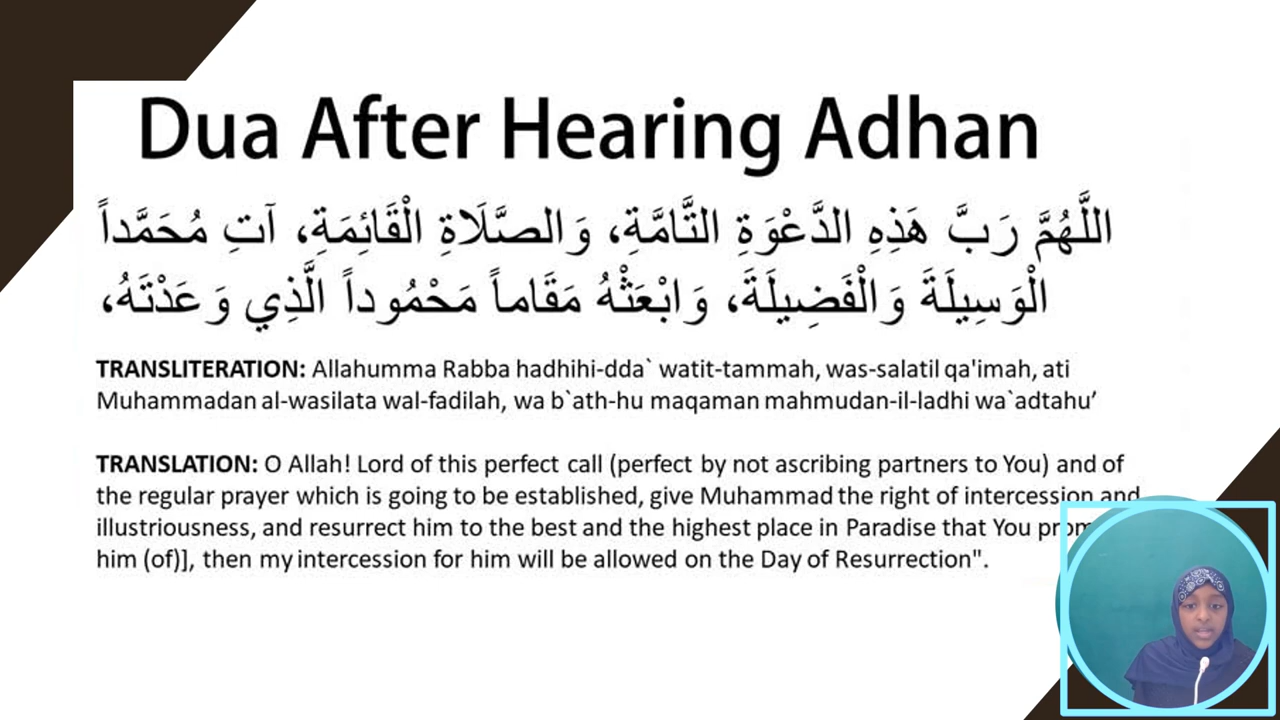 Dua After Hearing Adhan
اللَّهُمَّ رَبَّ هَذِهِ الدَّعْوَةِ التَّامَّةِ، وَالصَّلَاةِ الْقَائِمَةِ، آتِ مُحَمَّداً
الْوَسِيلَةَ وَالْفَضِيلَةَ، وَابْعَثْهُ مَقَاماً مَحْمُوداً الَّذِي وَعَدْتَهُ،
TRANSLITERATION: Allahumma Rabba hadhihi-dda` watit-tammah, was-salatil qa'imah, ati
Muhammadan al-wasilata wal-fadilah, wa b`ath-hu maqaman mahmudan-il-ladhi wa`adtahu’
TRANSLATION: O Allah! Lord of this perfect call (perfect by not ascribing partners to You) and of
the regular prayer which is going to be established, give Muhammad the right of intercession and
illustriousness, and resurrect him to the best and the highest place in Paradise that You
him (of)], then my intercession for him will be allowed on the Day of Resurrection".